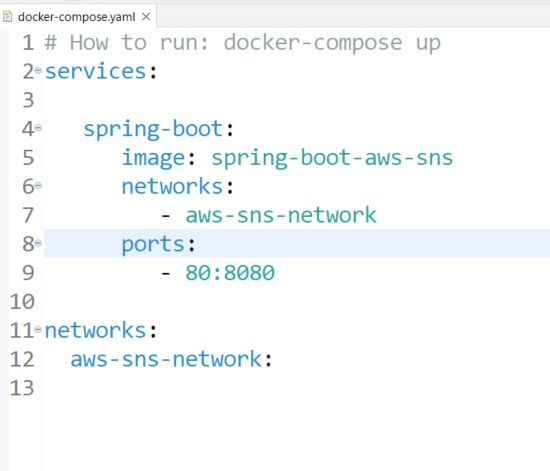 docker-compose.yaml
1 # How to run: docker-compose up
2 services:
3
4 spring-boot:
5 image: spring-boot-aws-sns
6 networks:
7 - aws-sns-network
8 ports:
9 - 80:8080
10
11 networks:
12 aws-sns-network:
13